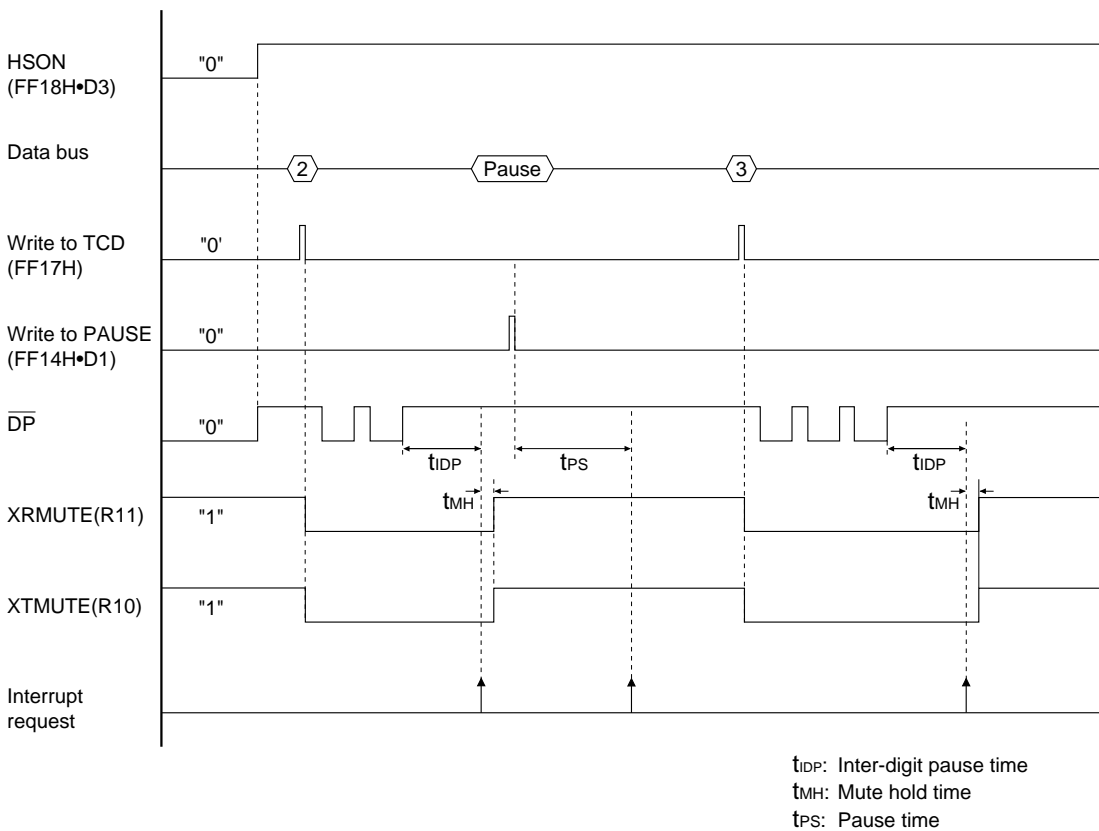 HSON "0"
(FF18H•D3)
Data bus 2 Pause 3
Write to TCD "0'
(FF17H)
Write to PAUSE "0"
(FF14H•D1)
DP "0"
tIDP tPS tIDP
tMH tMH
XRMUTE(R11) "1"
XTMUTE(R10) "1"
Interrupt
request
tIDP: Inter-digit pause time
tMH: Mute hold time
tPS: Pause time